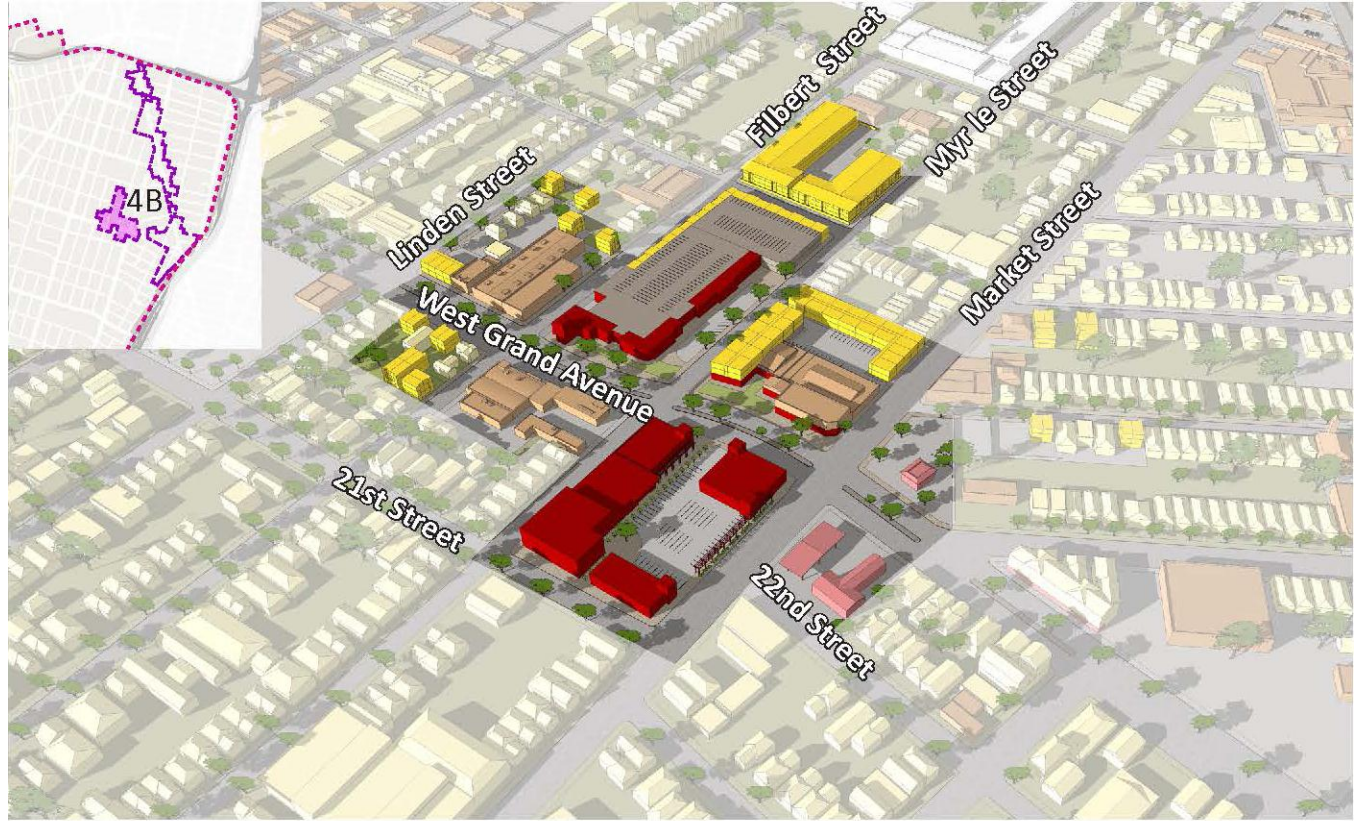 4B
Filbert Street
Myr le Street
Linden Street
Market Street
West Grand Avenue
21st Street
22nd Street